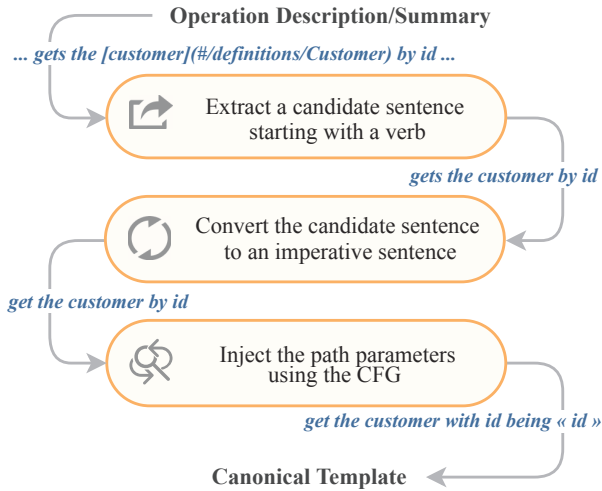 Operation Description/Summary
... gets the [customer](#/definitions/Customer) by id ...
Extract a candidate sentence
starting with a verb
gets the customer by id
Convert the candidate sentence
to an imperative sentence
get the customer by id
Inject the path parameters
using the CFG
get the customer with id being « id »
Canonical Template